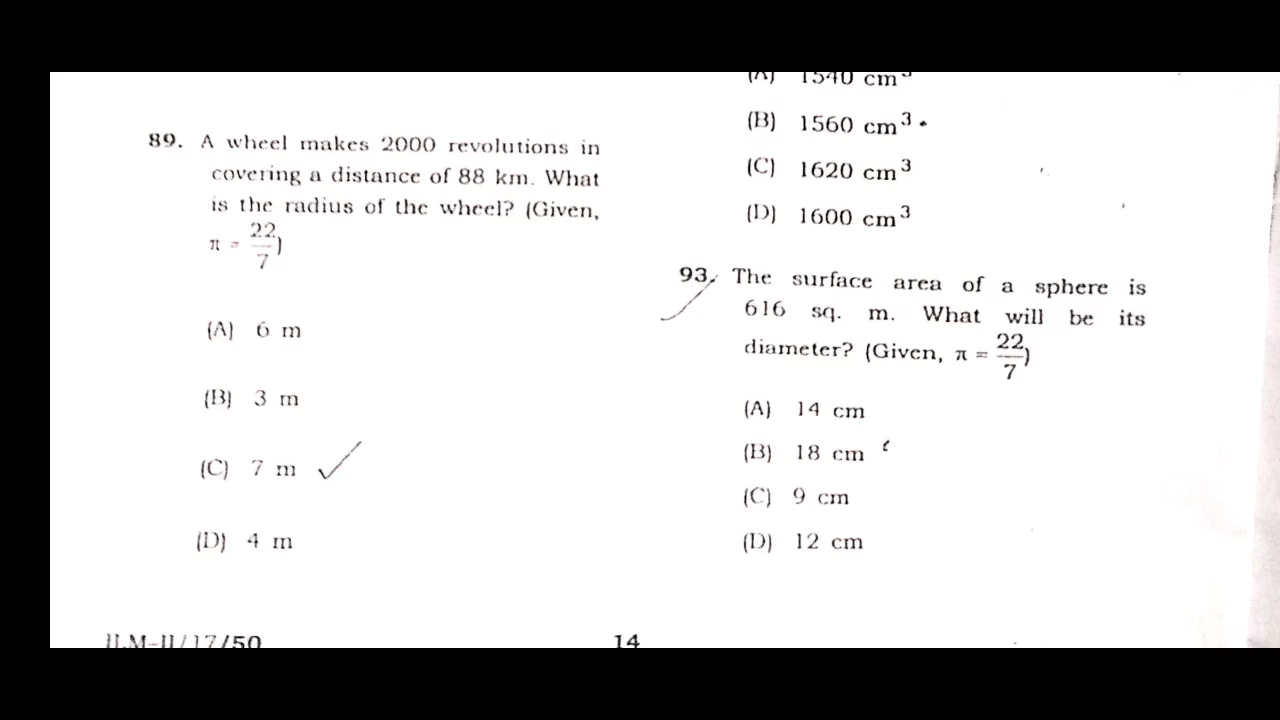 89. A wheel makes 2000 revolutions in
covering a distance of 88 km. What
is the radius of the wheel? (Given,
π = 22/7)
(A) 6 m
(B) 3 m
(C) 7 m
(D) 4 m
(A) 1540 cm³
(B) 1560 cm³
(C) 1620 cm³
(D) 1600 cm³
93. The surface area of a sphere is
616 sq. m. What will be its
diameter? (Given, π = 22/7)
(A) 14 cm
(B) 18 cm
(C) 9 cm
(D) 12 cm
14